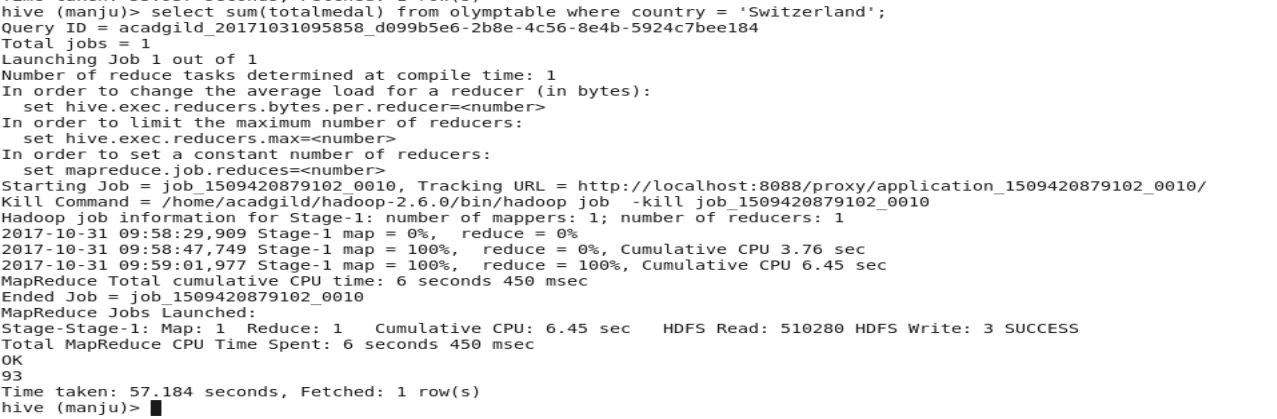 hive (manju)> select sum(totalmedal) from olymptable where country = 'Switzerland';
Query ID = acadgild_20171031095858_d099b5e6-2b8e-4c56-8e4b-5924c7bee184
Total jobs = 1
Launching Job 1 out of 1
Number of reduce tasks determined at compile time: 1
In order to change the average load for a reducer (in bytes):
  set hive.exec.reducers.bytes.per.reducer=<number>
In order to limit the maximum number of reducers:
  set hive.exec.reducers.max=<number>
In order to set a constant number of reducers:
  set mapreduce.job.reduces=<number>
Starting Job = job_1509420879102_0010, Tracking URL = http://localhost:8088/proxy/application_1509420879102_0010/
Kill Command = /home/acadgild/hadoop-2.6.0/bin/hadoop job  -kill job_1509420879102_0010
Hadoop job information for Stage-1: number of mappers: 1; number of reducers: 1
2017-10-31 09:58:29,909 Stage-1 map = 0%,  reduce = 0%
2017-10-31 09:58:47,749 Stage-1 map = 100%,  reduce = 0%, Cumulative CPU 3.76 sec
2017-10-31 09:59:01,977 Stage-1 map = 100%,  reduce = 100%, Cumulative CPU 6.45 sec
MapReduce Total cumulative CPU time: 6 seconds 450 msec
Ended Job = job_1509420879102_0010
MapReduce Jobs Launched:
Stage-Stage-1: Map: 1  Reduce: 1   Cumulative CPU: 6.45 sec   HDFS Read: 510280 HDFS Write: 3 SUCCESS
Total MapReduce CPU Time Spent: 6 seconds 450 msec
OK
93
Time taken: 57.184 seconds, Fetched: 1 row(s)
hive (manju)>